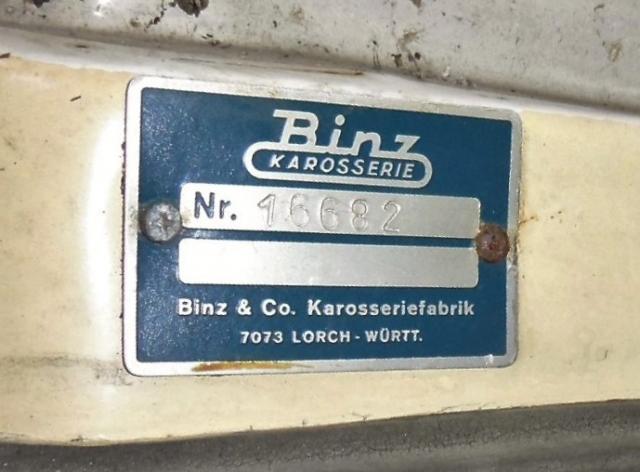 Binz
KAROSSERIE
Nr. 16682
Binz & Co. Karosseriefabrik
7073 LORCH - WÜRTT.